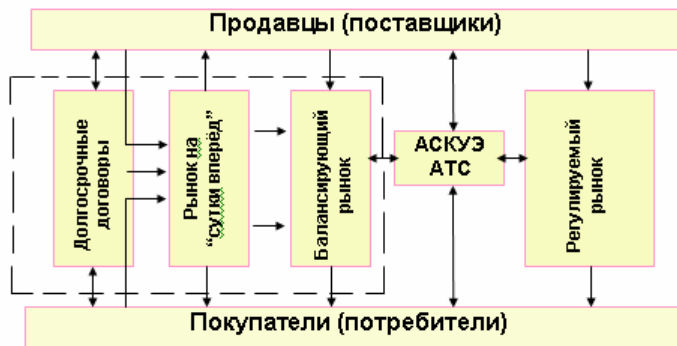 Продавцы (поставщики)
Долгосрочные
договоры
Рынок на
“сутки вперёд”
Балансирующий
рынок
АСКУЭ
АТС
Регулируемый
рынок
Покупатели (потребители)